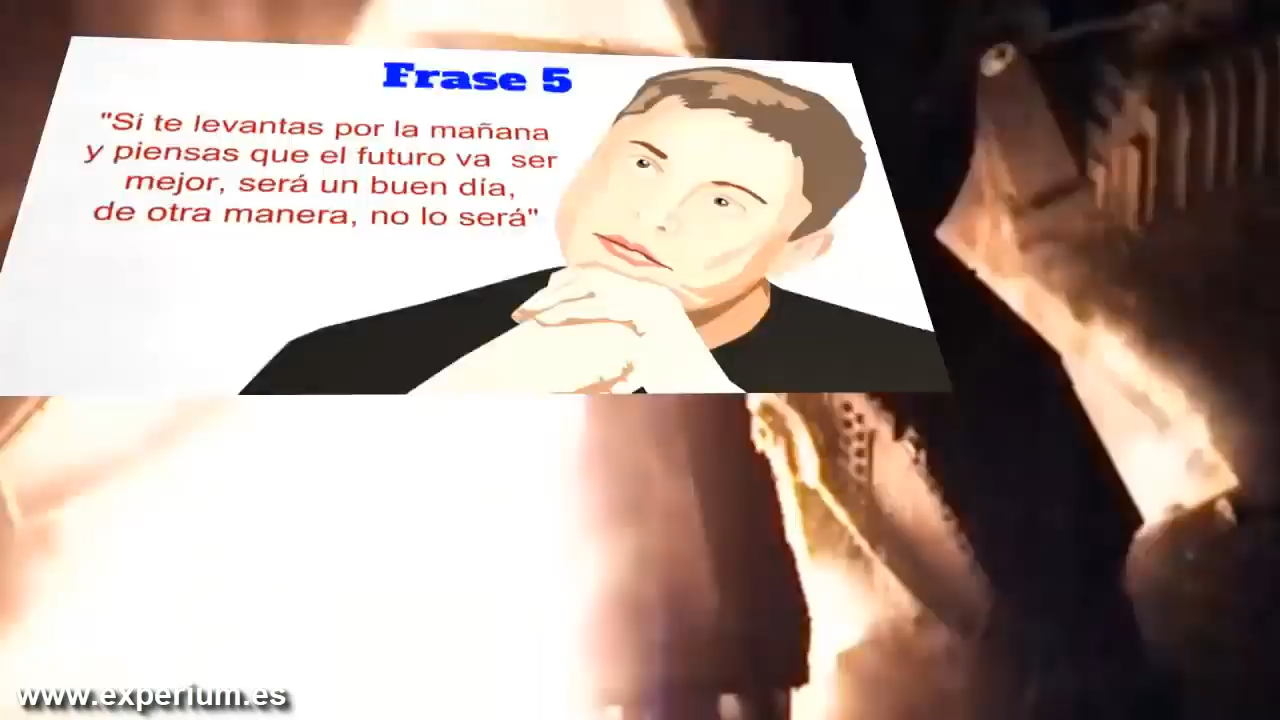 Frase 5
"Si te levantas por la mañana
y piensas que el futuro va ser
mejor, será un buen día,
de otra manera, no lo será"
www.experium.es